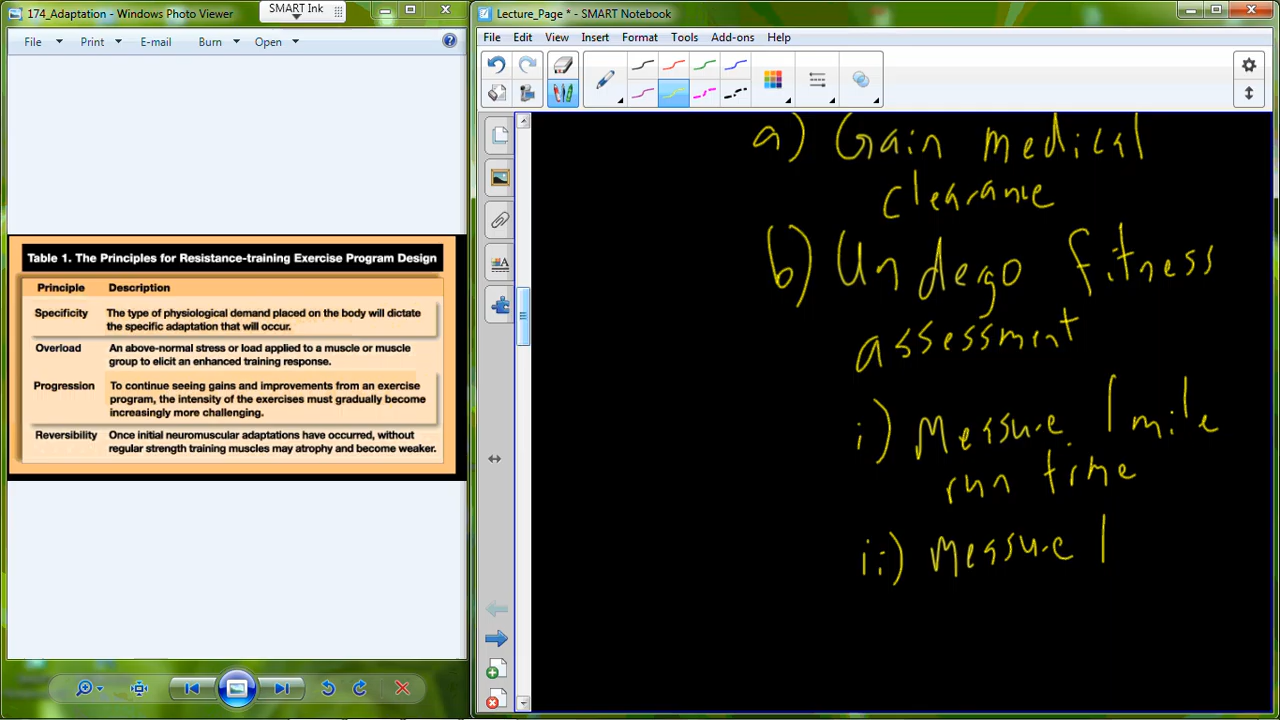 174_Adaptation - Windows Photo Viewer
SMART Ink
File Print E-mail Burn Open
Table 1. The Principles for Resistance-training Exercise Program Design
Principle Description
Specificity The type of physiological demand placed on the body will dictate
the specific adaptation that will occur.
Overload An above-normal stress or load applied to a muscle or muscle
group to elicit an enhanced training response.
Progression To continue seeing gains and improvements from an exercise
program, the intensity of the exercises must gradually become
increasingly more challenging.
Reversibility Once initial neuromuscular adaptations have occurred, without
regular strength training muscles may atrophy and become weaker.
Lecture_Page * - SMART Notebook
File Edit View Insert Format Tools Add-ons Help
a) Gain medical
clearance
b) Undergo fitness
assessment
i) Measure 1 mile
run time
ii) Measure 1